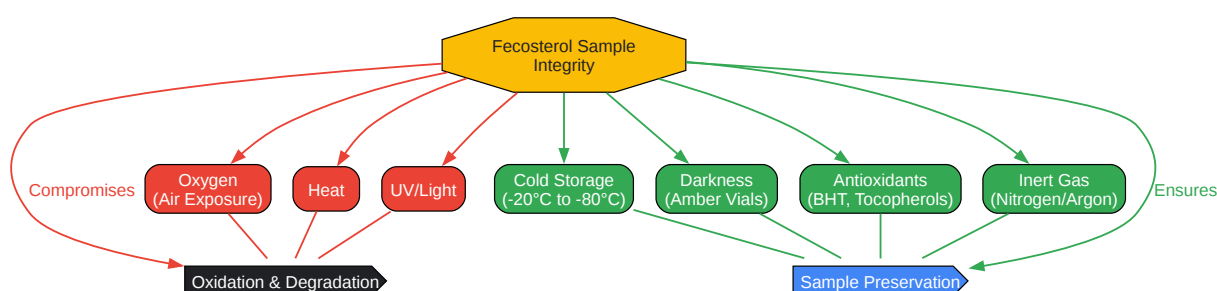 Fecosterol Sample
Integrity
Compromises
Oxygen
(Air Exposure)
Heat
UV/Light
Cold Storage
(-20°C to -80°C)
Darkness
(Amber Vials)
Antioxidants
(BHT, Tocopherols)
Inert Gas
(Nitrogen/Argon)
Ensures
Oxidation & Degradation
Sample Preservation